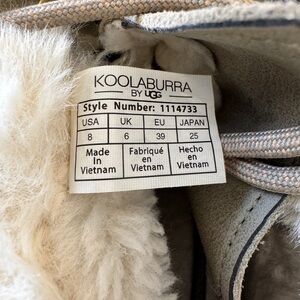 KOOLABURRA
BY UGG
Style Number: 1114733
USA UK EU JAPAN
8 6 39 25
Made Fabriqué Hecho
in en en
Vietnam Vietnam Vietnam